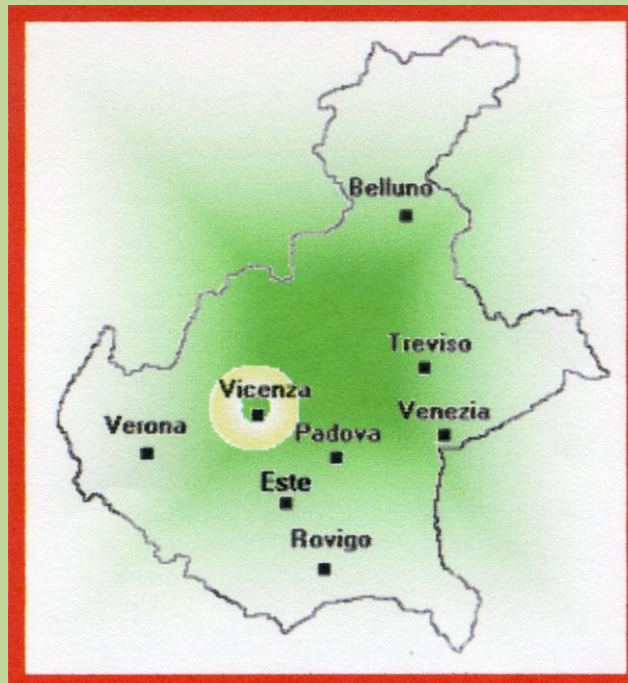 Belluno
Treviso
Vicenza
Venezia
Verona
Padova
Este
Rovigo